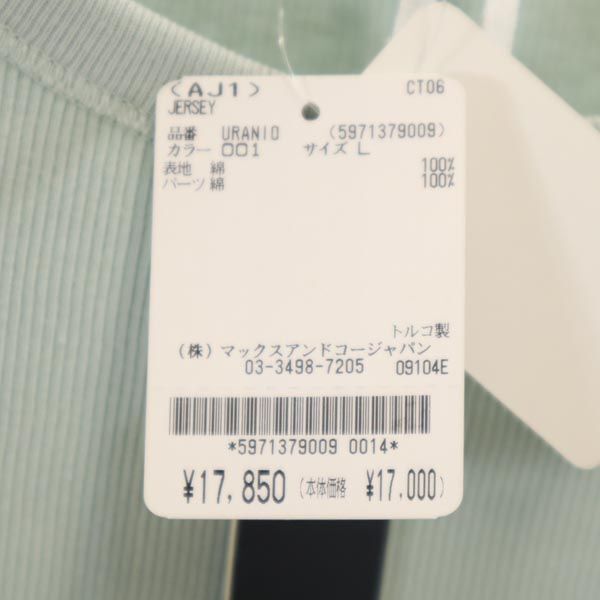 (AJ1) CT06
JERSEY
品番 URANIO (5971379009)
カラー 001 サイズ L
表地 綿 100%
パーツ 綿 100%
トルコ製
(株)マックスアンドコージャパン
03-3498-7205 09104E
*5971379009 0014*
¥17,850 (本体価格 ¥17,000)